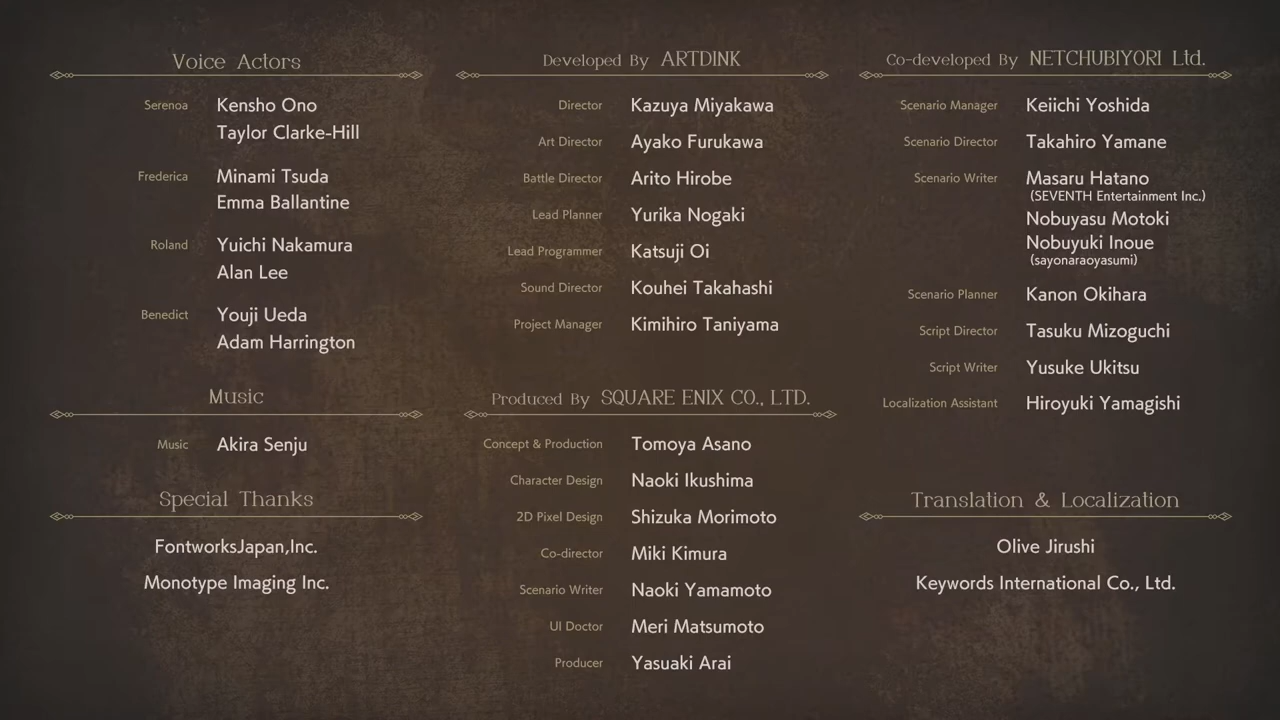 Voice Actors
Serenoa Kensho Ono
Taylor Clarke-Hill
Frederica Minami Tsuda
Emma Ballantine
Roland Yuichi Nakamura
Alan Lee
Benedict Youji Ueda
Adam Harrington
Music
Music Akira Senju
Special Thanks
FontworksJapan,Inc.
Monotype Imaging Inc.
Developed By ARTDINK
Director Kazuya Miyakawa
Art Director Ayako Furukawa
Battle Director Arito Hirobe
Lead Planner Yurika Nogaki
Lead Programmer Katsuji Oi
Sound Director Kouhei Takahashi
Project Manager Kimihiro Taniyama
Produced By SQUARE ENIX CO., LTD.
Concept & Production Tomoya Asano
Character Design Naoki Ikushima
2D Pixel Design Shizuka Morimoto
Co-director Miki Kimura
Scenario Writer Naoki Yamamoto
UI Doctor Meri Matsumoto
Producer Yasuaki Arai
Co-developed By NETCHUBIYORI Ltd.
Scenario Manager Keiichi Yoshida
Scenario Director Takahiro Yamane
Scenario Writer Masaru Hatano
(SEVENTH Entertainment Inc.)
Nobuyasu Motoki
Nobuyuki Inoue
(sayonaraoyasumi)
Scenario Planner Kanon Okihara
Script Director Tasuku Mizoguchi
Script Writer Yusuke Ukitsu
Localization Assistant Hiroyuki Yamagishi
Translation & Localization
Olive Jirushi
Keywords International Co., Ltd.